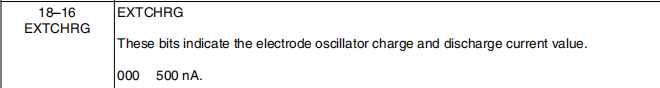 18–16
EXTCHRG
EXTCHRG
These bits indicate the electrode oscillator charge and discharge current value.
000 500 nA.